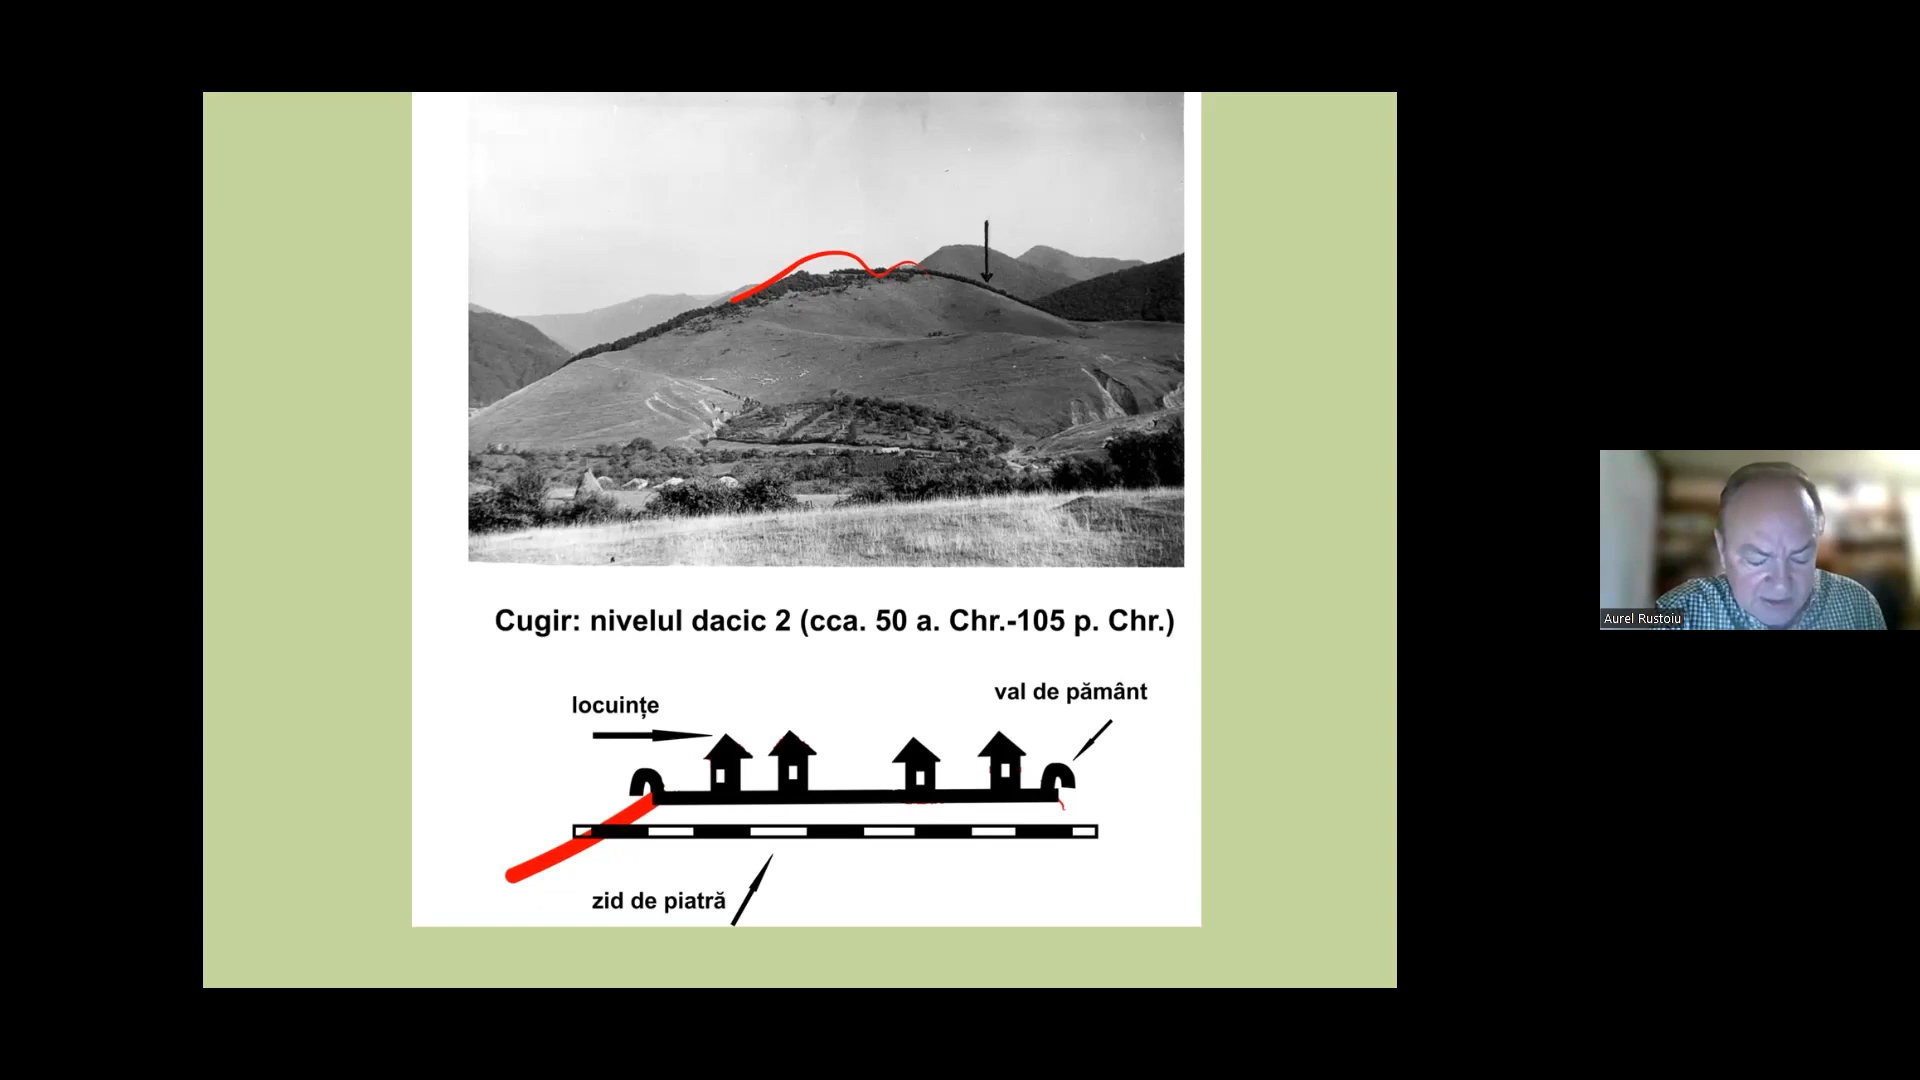 Cugir: nivelul dacic 2 (cca. 50 a. Chr.-105 p. Chr.)
val de pământ
locuințe
zid de piatră
Aurel Rustoiu